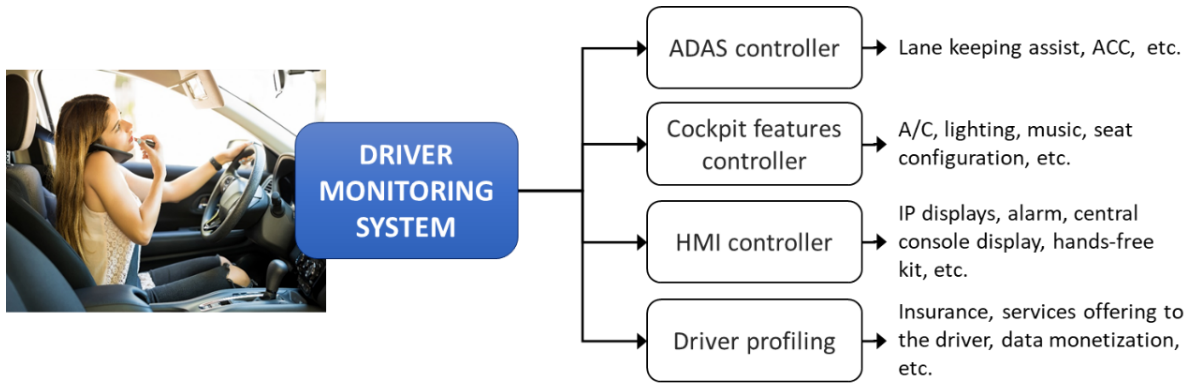 DRIVER
MONITORING
SYSTEM
ADAS controller
Lane keeping assist, ACC, etc.
Cockpit features
controller
A/C, lighting, music, seat
configuration, etc.
HMI controller
IP displays, alarm, central
console display, hands-free
kit, etc.
Driver profiling
Insurance, services offering to
the driver, data monetization,
etc.